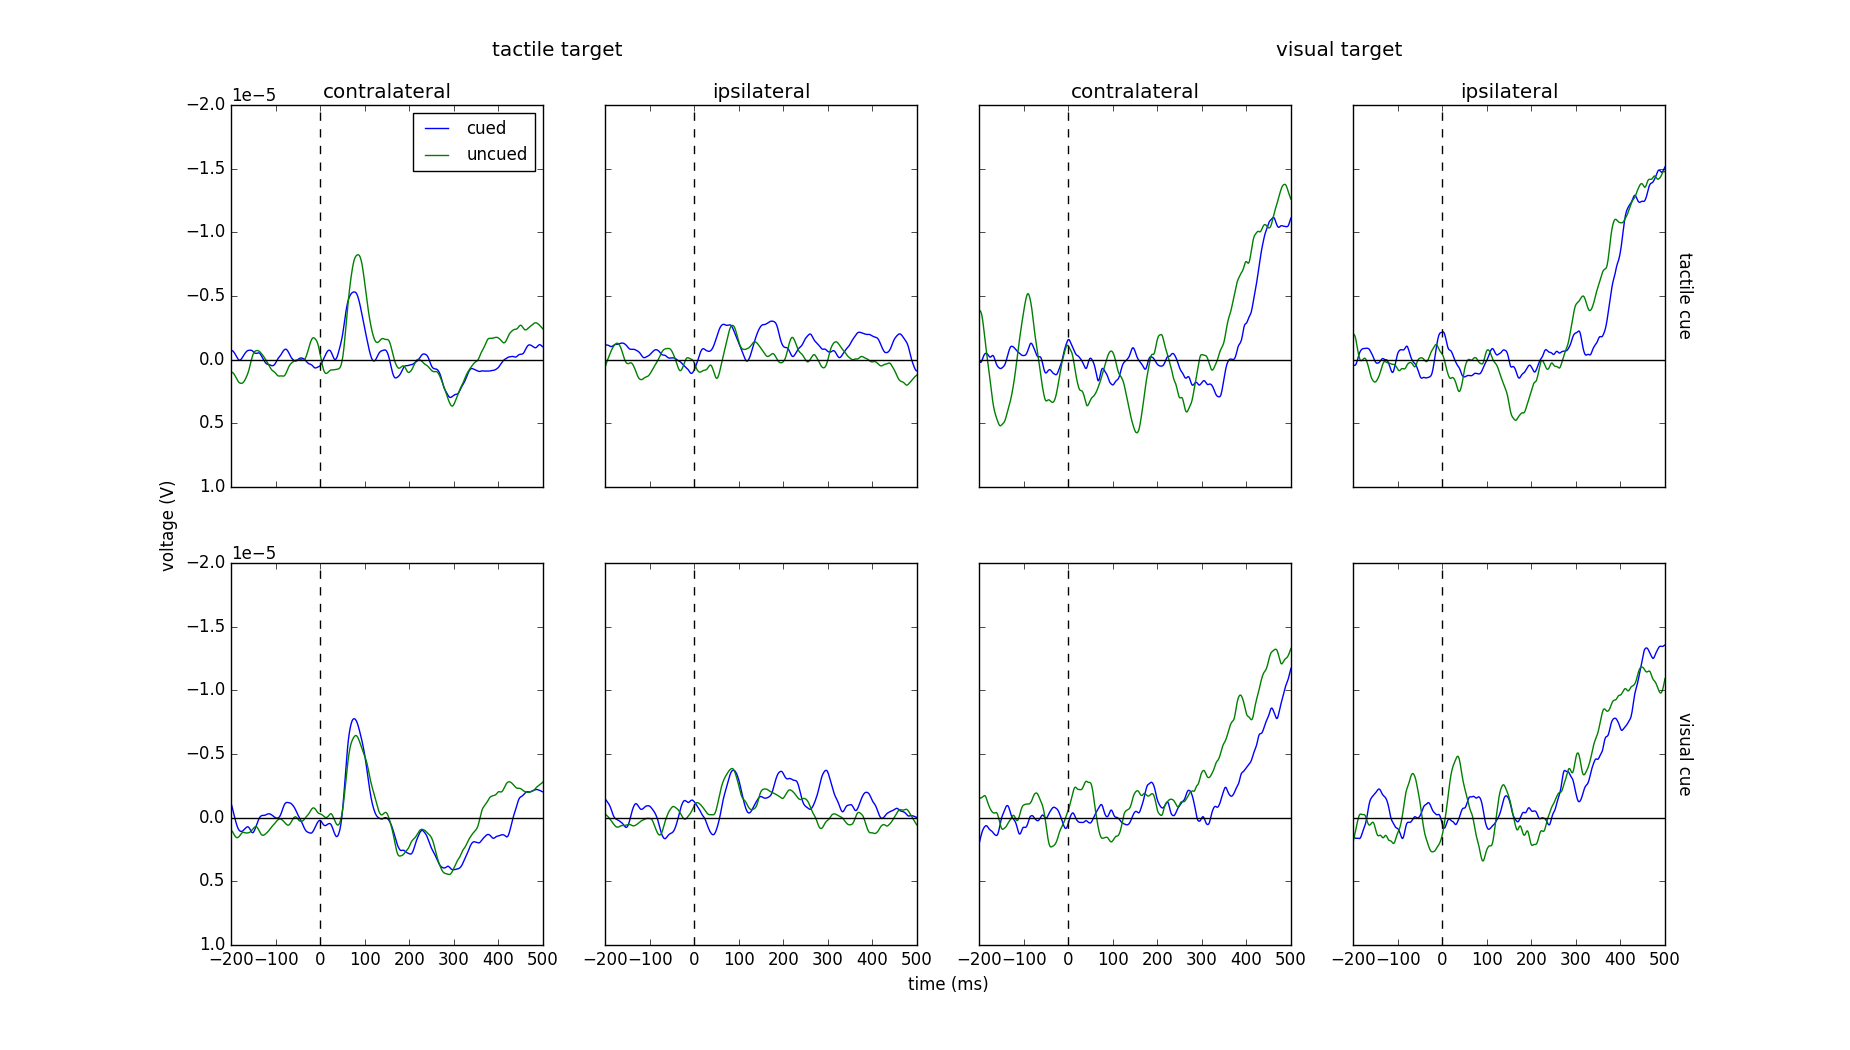 tactile target visual target
contralateral ipsilateral contralateral ipsilateral
1e−5
−2.0
−1.5
−1.0
−0.5
0.0
0.5
1.0
cued
uncued
tactile cue
voltage (V)
1e−5
−2.0
−1.5
−1.0
−0.5
0.0
0.5
1.0
visual cue
−200 −100 0 100 200 300 400 500 −200 −100 0 100 200 300 400 500 −200 −100 0 100 200 300 400 500 −200 −100 0 100 200 300 400 500
time (ms)